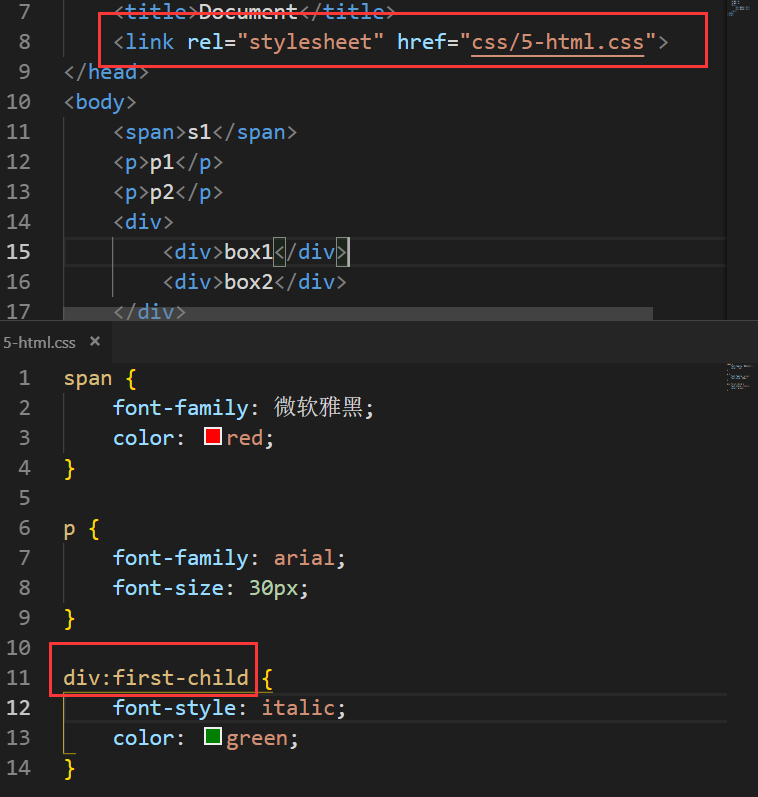 7 <title>Document</title>
8 <link rel="stylesheet" href="css/5-html.css">
9 </head>
10 <body>
11 <span>s1</span>
12 <p>p1</p>
13 <p>p2</p>
14 <div>
15 <div>box1</div>
16 <div>box2</div>
17 </div>
5-html.css ×
1 span {
2 font-family: 微软雅黑;
3 color: red;
4 }
5
6 p {
7 font-family: arial;
8 font-size: 30px;
9 }
10
11 div:first-child {
12 font-style: italic;
13 color: green;
14 }